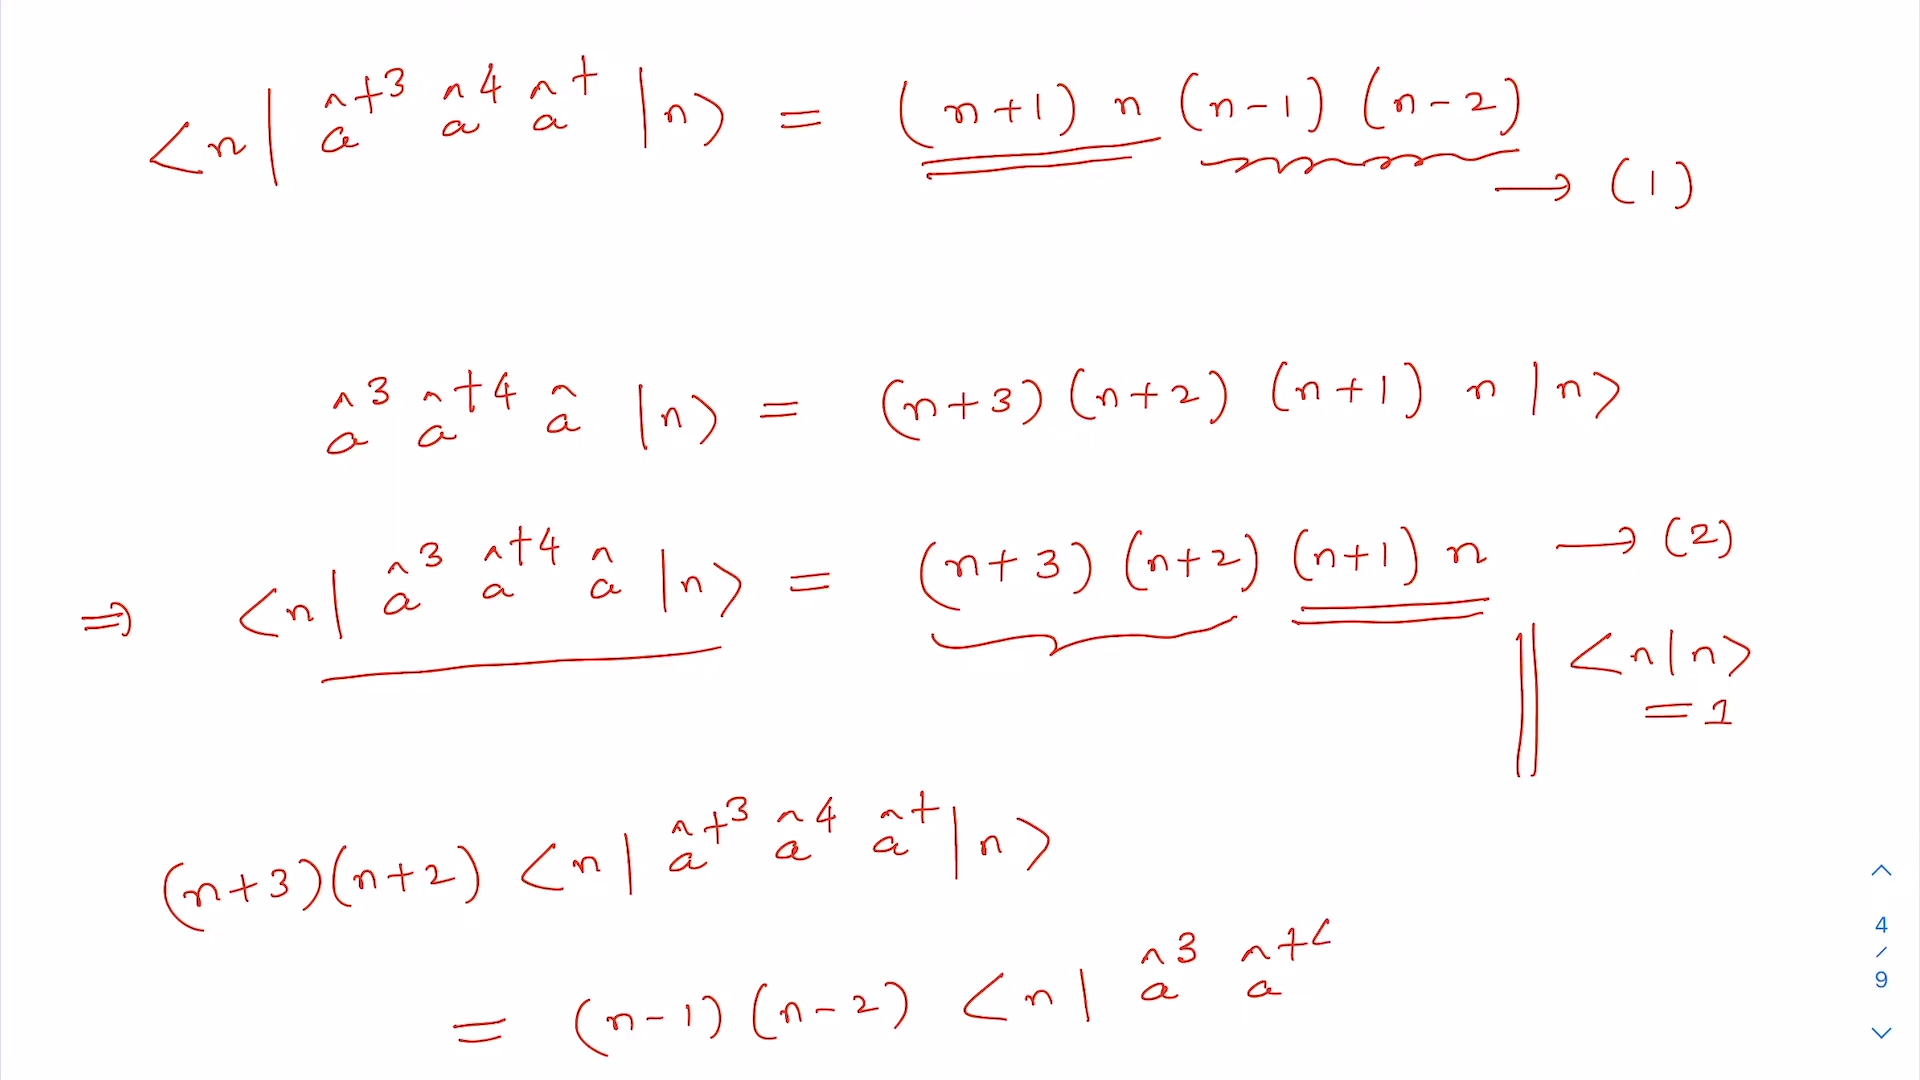 <n| â†³ â⁴ ↠|n> = (n+1) n (n-1) (n-2)
→ (1)
â³ â†⁴ â |n> = (n+3) (n+2) (n+1) n |n>
⇒ <n| â³ â†⁴ â |n> = (n+3) (n+2) (n+1) n → (2)
<n|n>
= 1
(n+3)(n+2) <n| â†³ â⁴ ↠|n>
= (n-1) (n-2) <n| â³ â†
4
/
9